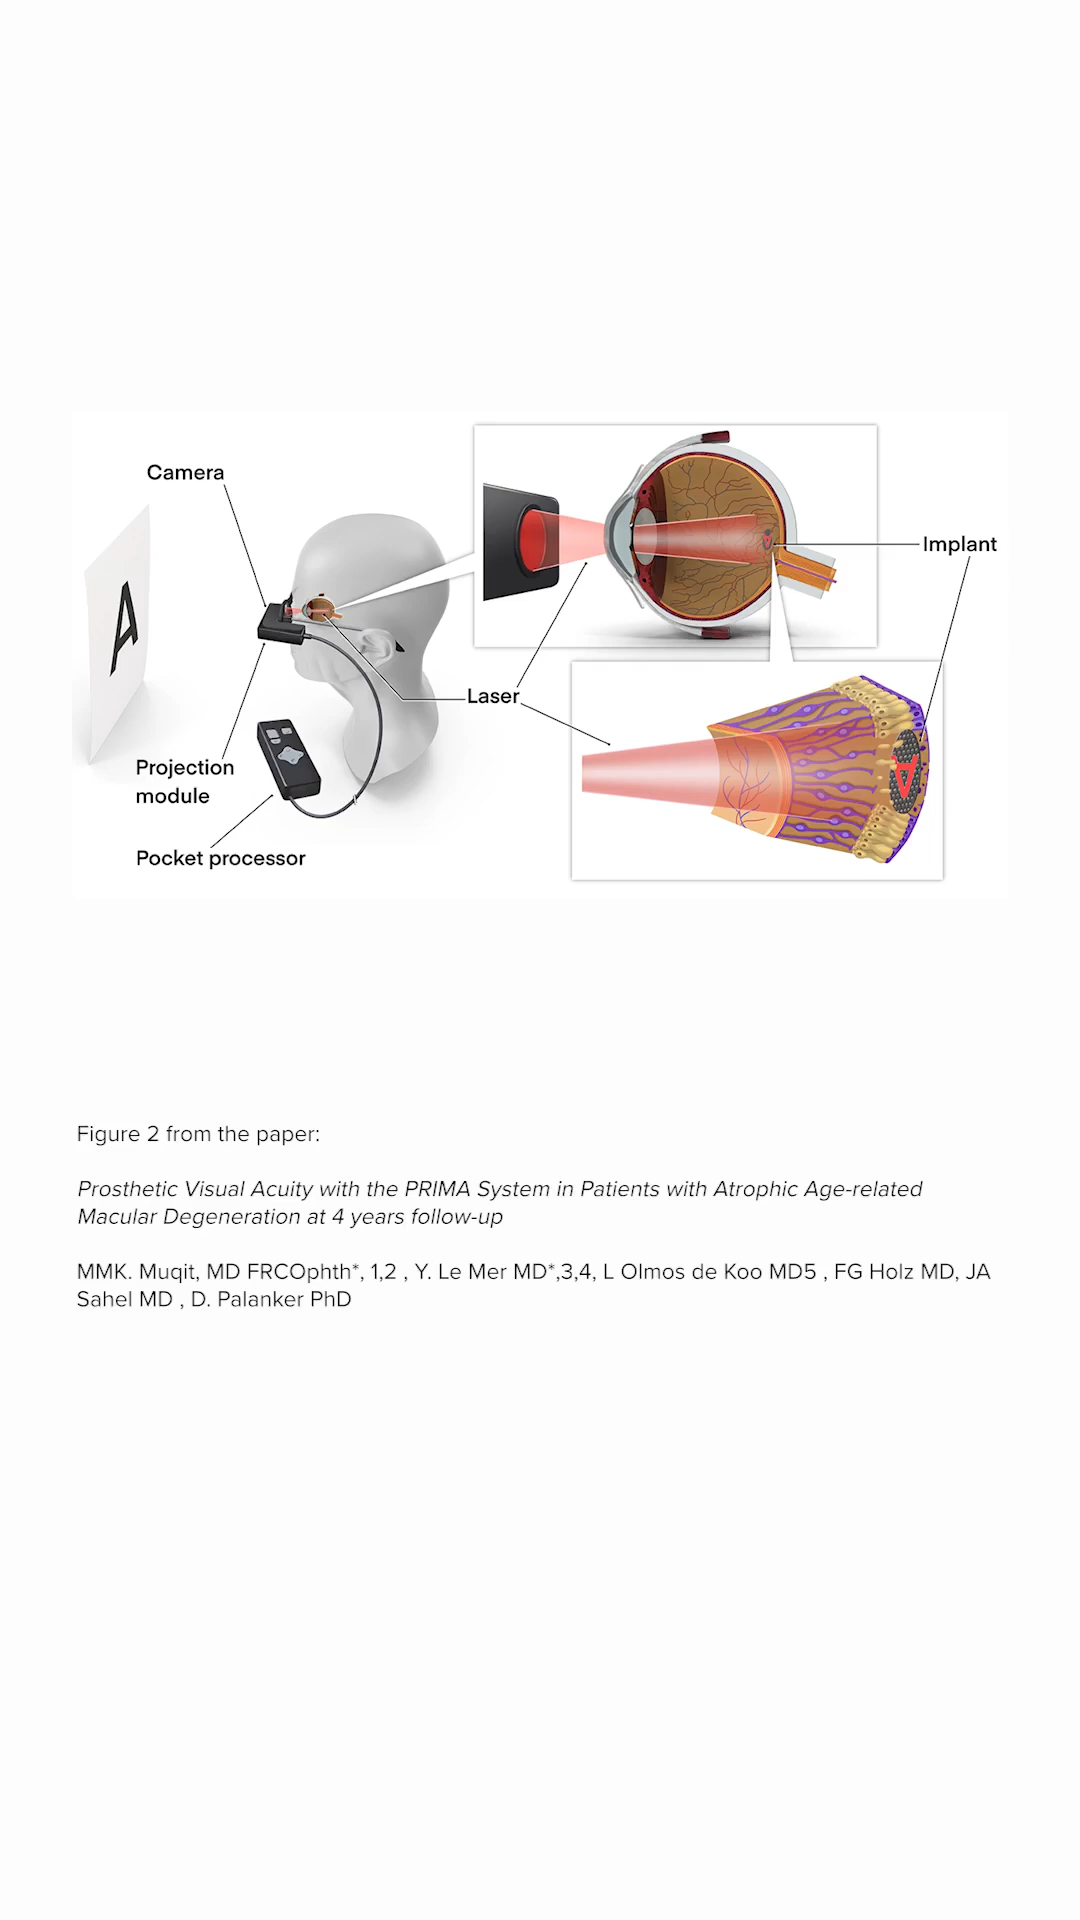 Camera
A
Implant
Laser
Projection
module
Pocket processor
A
Figure 2 from the paper:
Prosthetic Visual Acuity with the PRIMA System in Patients with Atrophic Age-related
Macular Degeneration at 4 years follow-up
MMK. Muqit, MD FRCOphth*, 1,2 , Y. Le Mer MD*,3,4, L Olmos de Koo MD5 , FG Holz MD, JA
Sahel MD , D. Palanker PhD